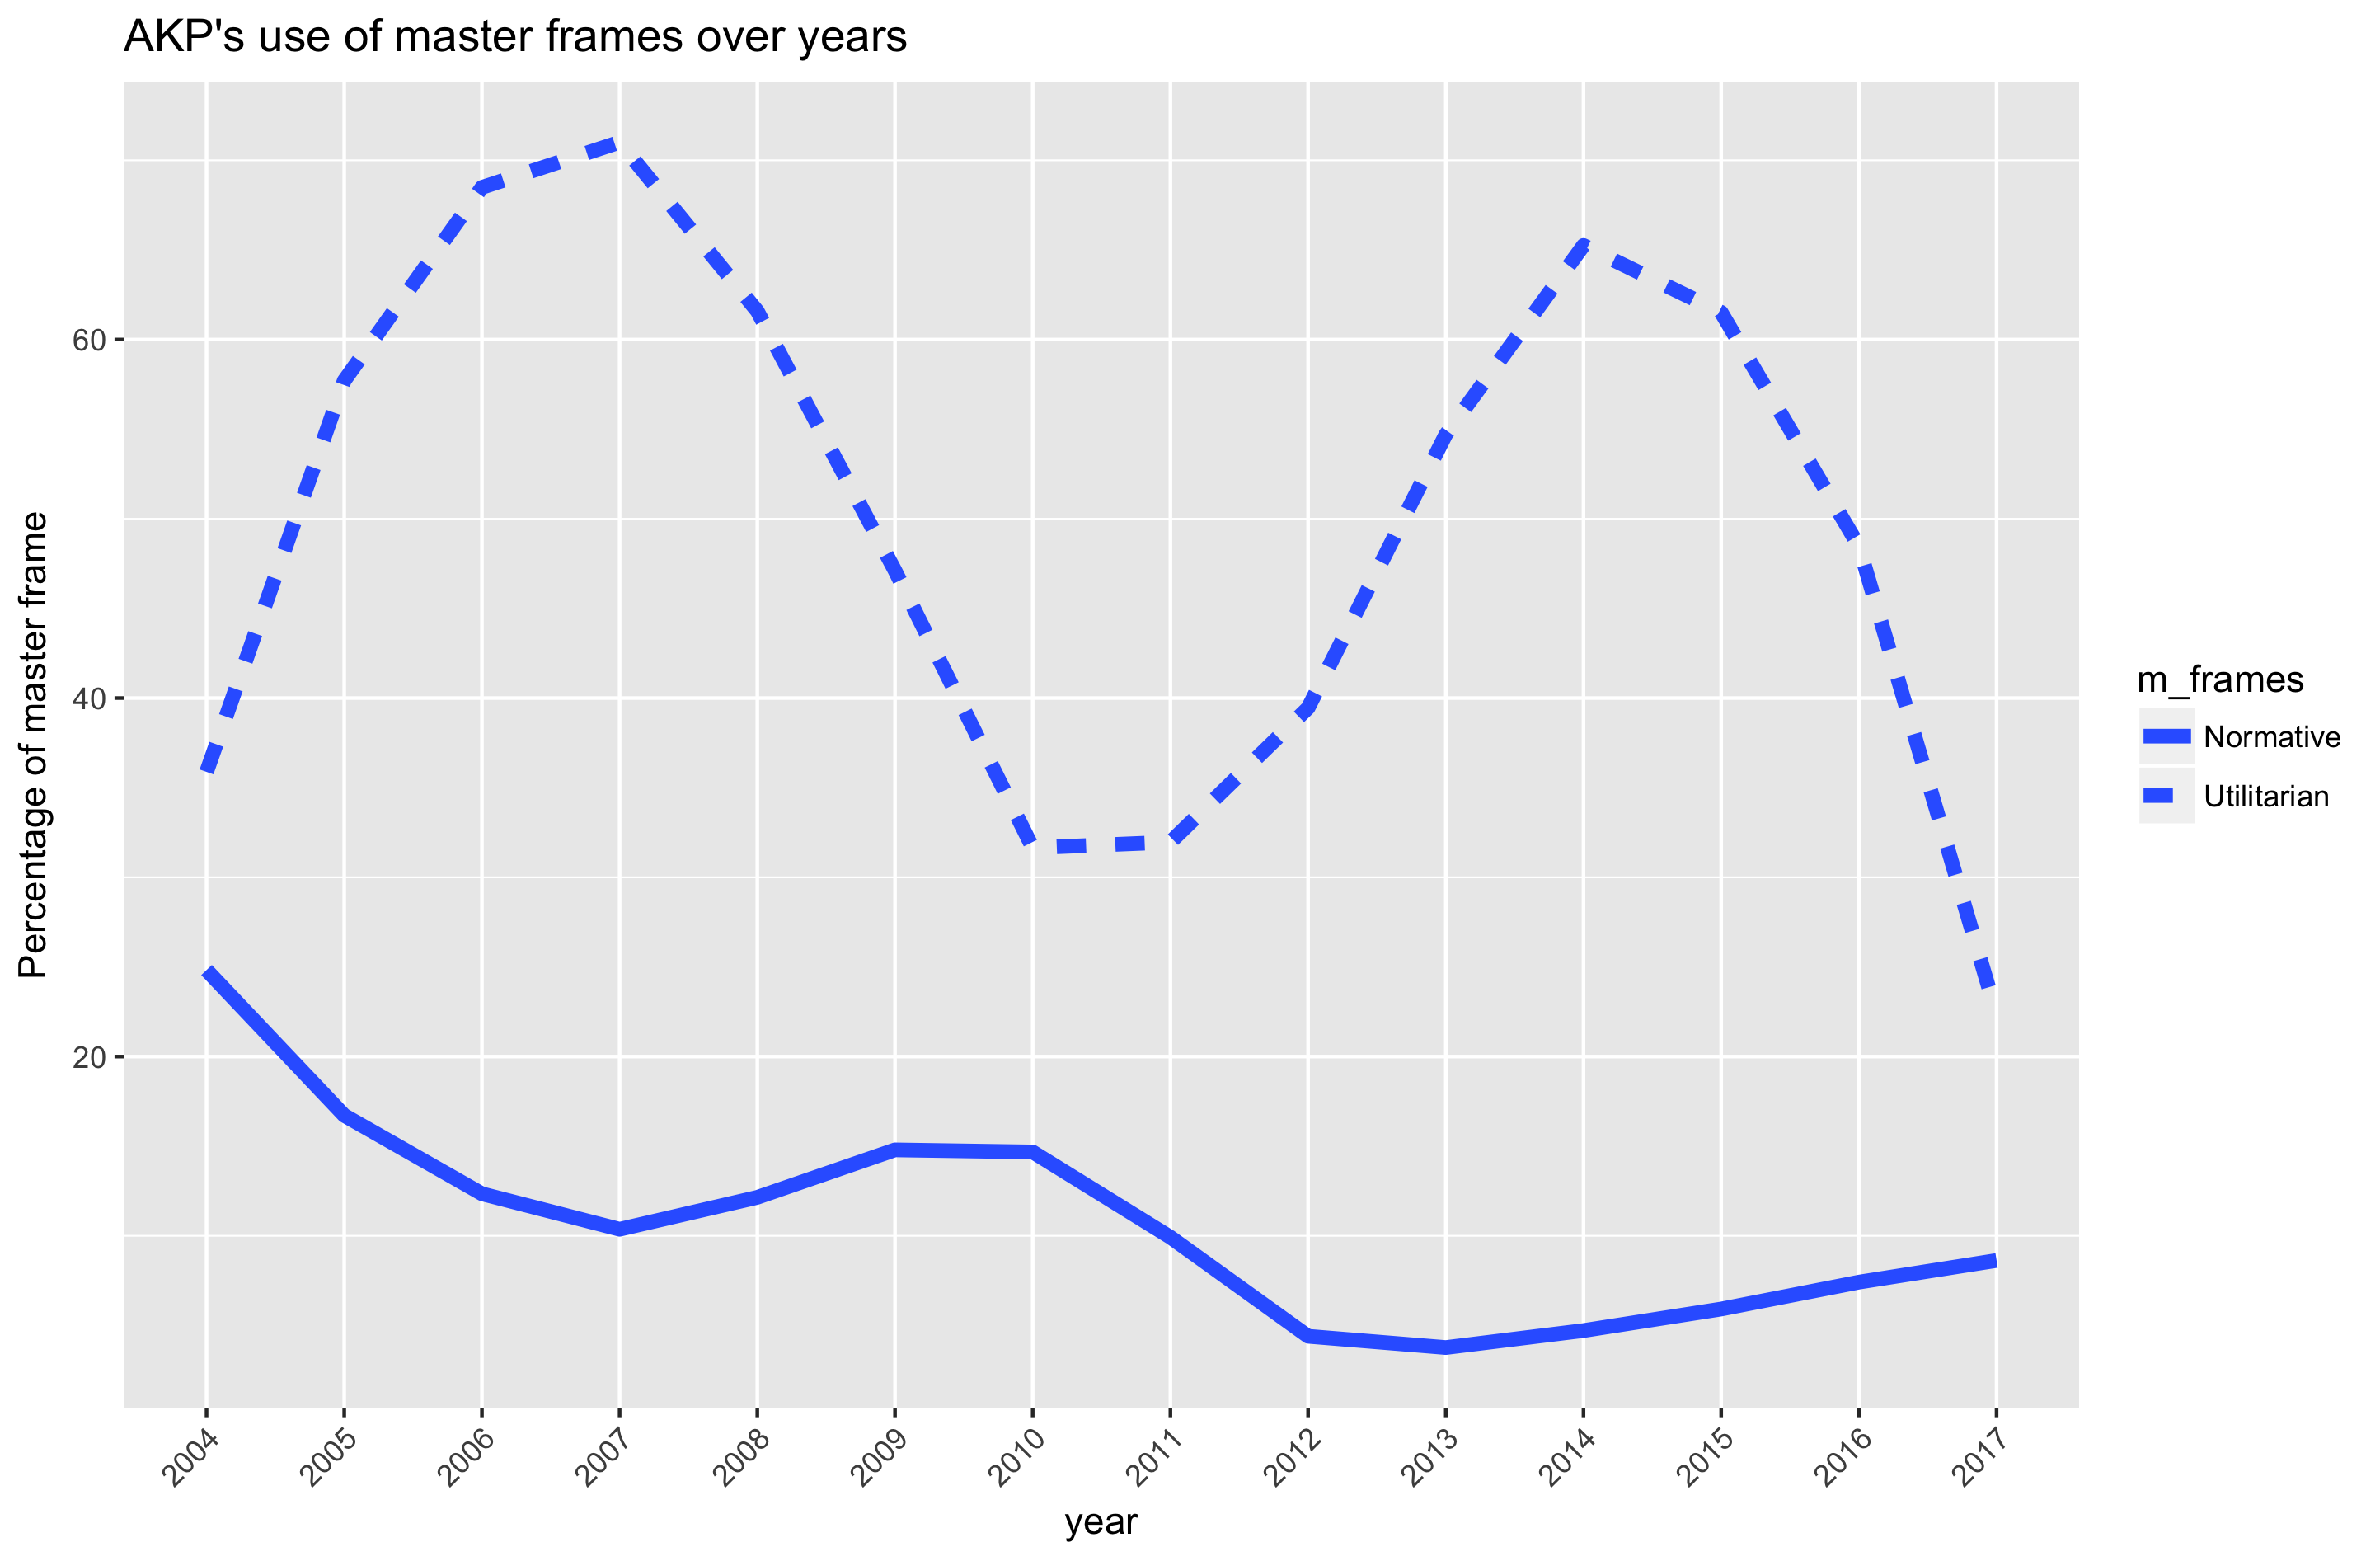 AKP's use of master frames over years
Percentage of master frame
60
40
20
2004
2005
2006
2007
2008
2009
2010
2011
2012
2013
2014
2015
2016
2017
year
m_frames
Normative
Utilitarian